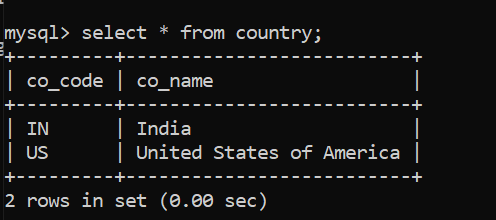 mysql> select * from country;
+---------+--------------------------+
| co_code | co_name                  |
+---------+--------------------------+
| IN      | India                    |
| US      | United States of America |
+---------+--------------------------+
2 rows in set (0.00 sec)